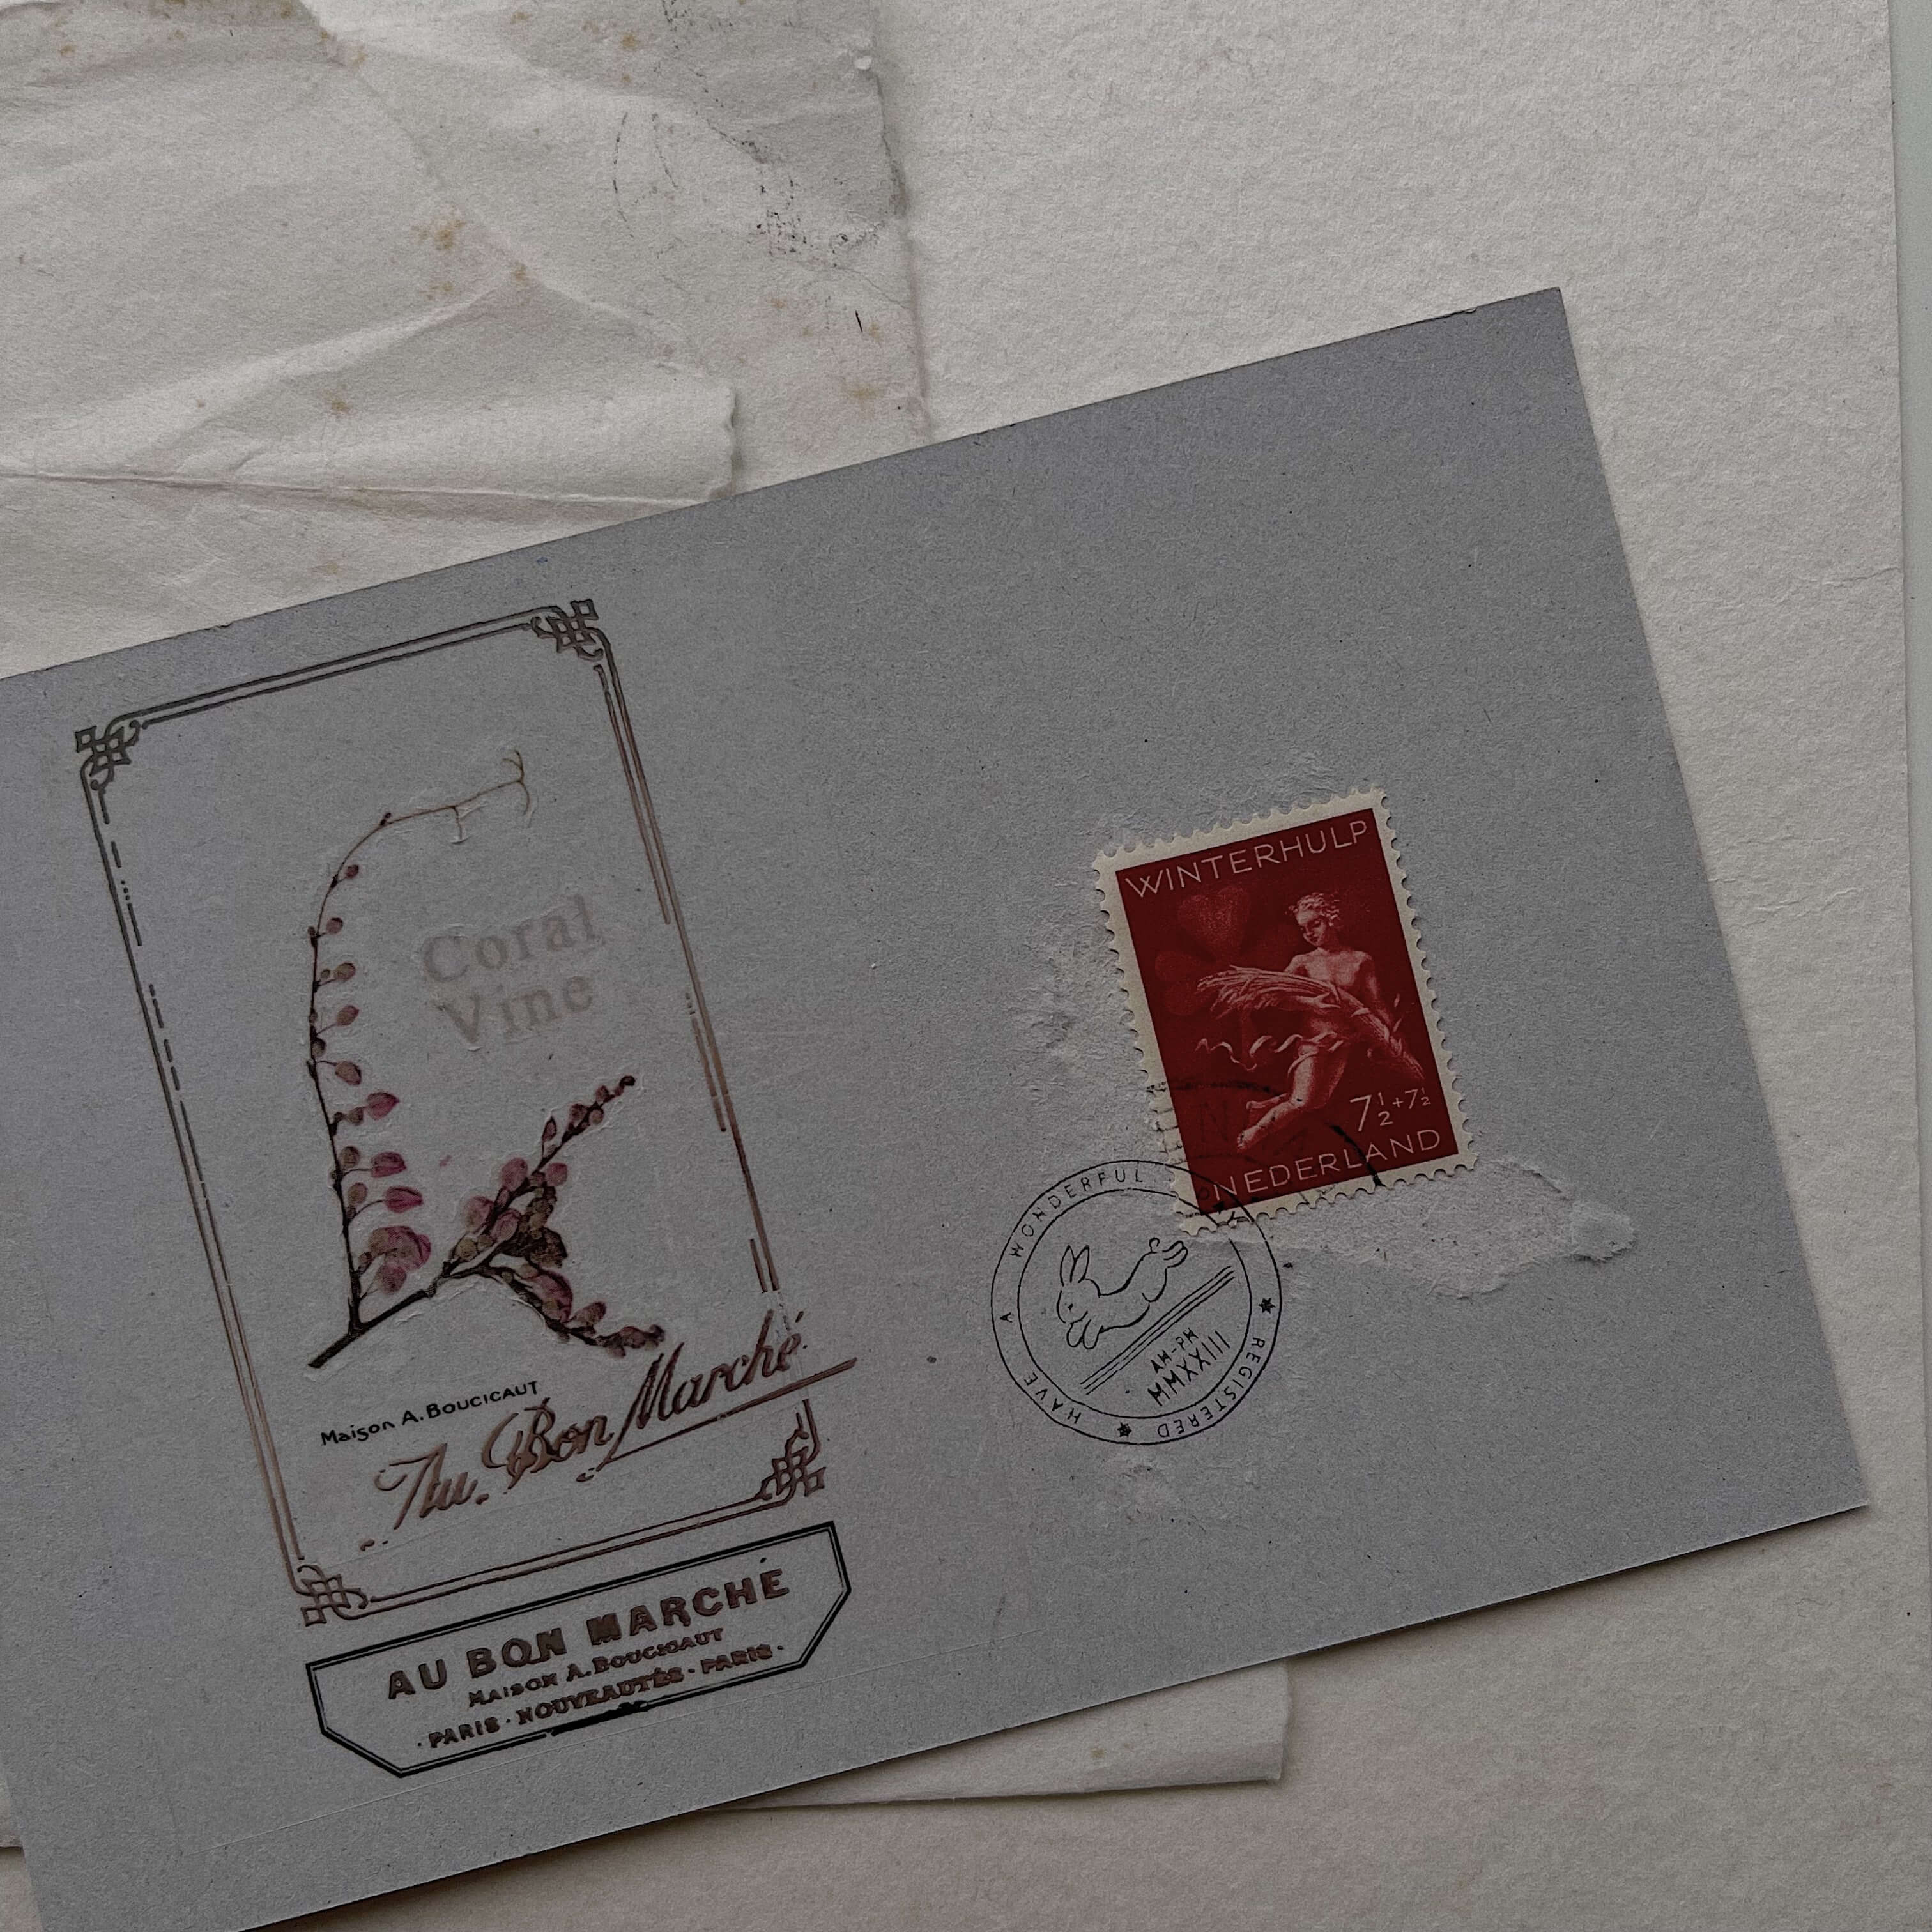 Coral
Vine
Maison A. BOUCICAUT
Au Bon Marché
AU BON MARCHÉ
MAISON A. BOUCICAUT
· PARIS · NOUVEAUTÉS · PARIS ·
WINTERHULP
7½+7½
NEDERLAND
HAVE A WONDERFUL
AM-PM
MMXXIII
★ REGISTERED ★